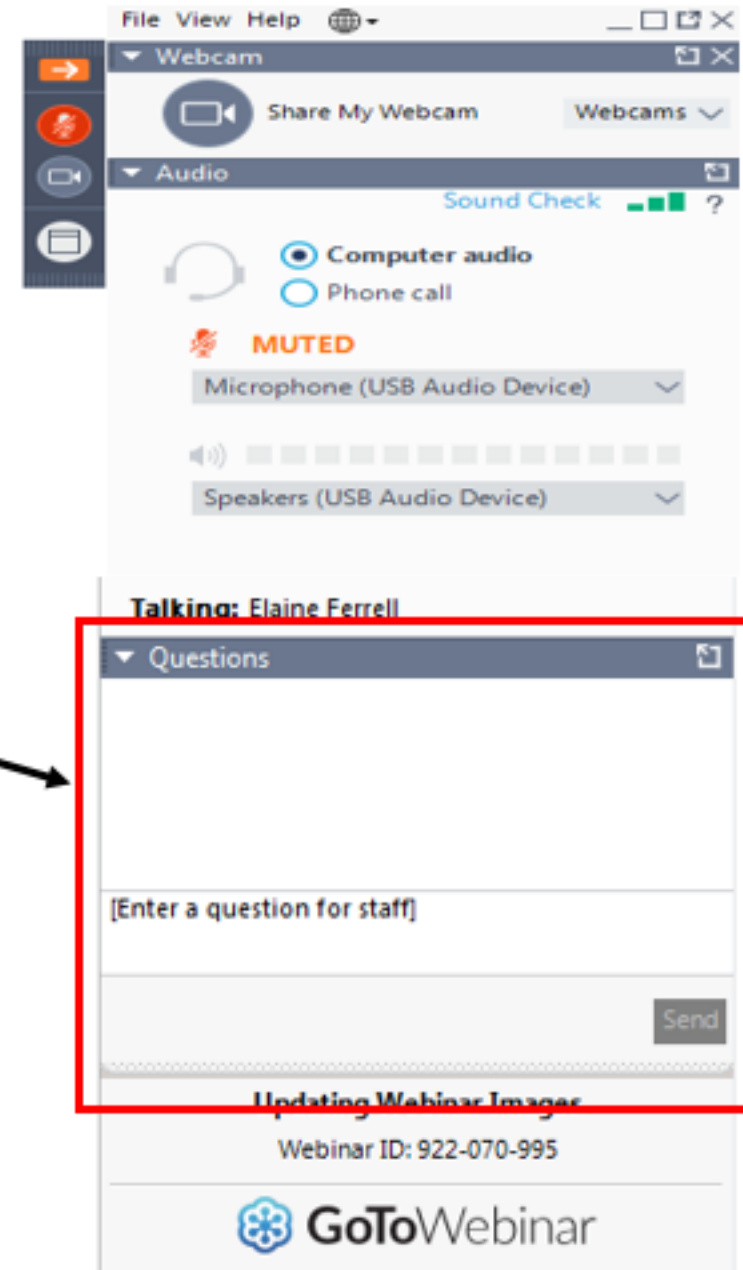 File View Help
Webcam
Share My Webcam Webcams
Audio
Sound Check ?
Computer audio
Phone call
MUTED
Microphone (USB Audio Device)
Speakers (USB Audio Device)
Talking: Elaine Ferrell
Questions
[Enter a question for staff]
Send
Updating Webinar Images
Webinar ID: 922-070-995
GoToWebinar